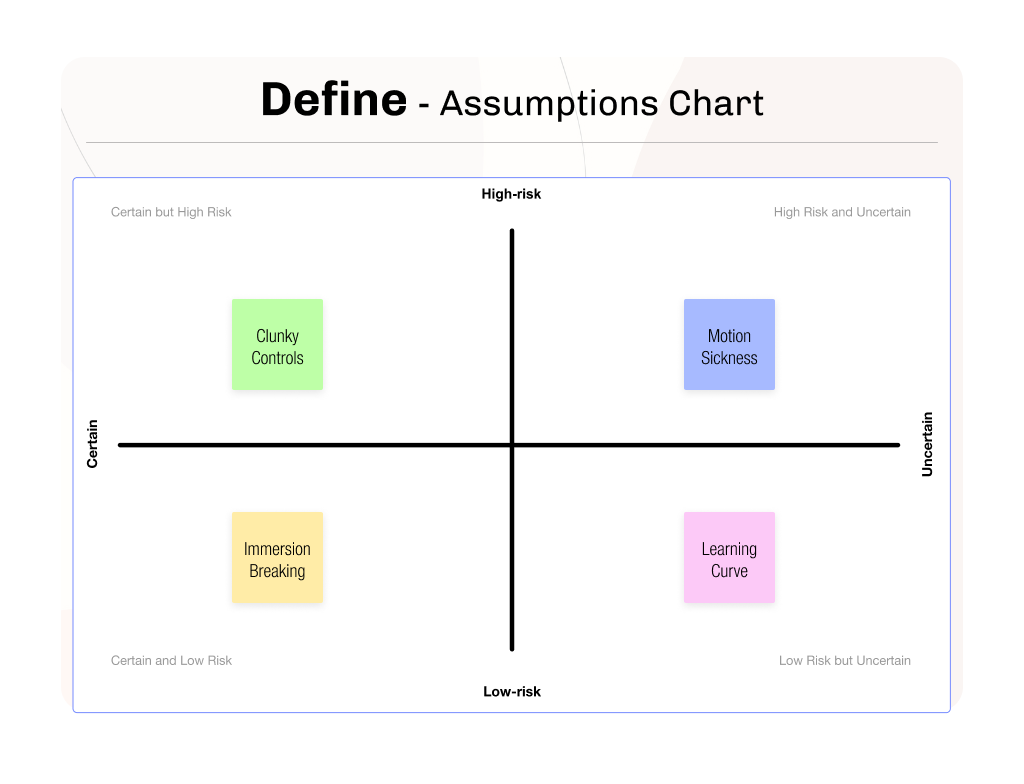 Define - Assumptions Chart
High-risk
Certain but High Risk
High Risk and Uncertain
Clunky
Controls
Motion
Sickness
Certain
Uncertain
Immersion
Breaking
Learning
Curve
Certain and Low Risk
Low Risk but Uncertain
Low-risk